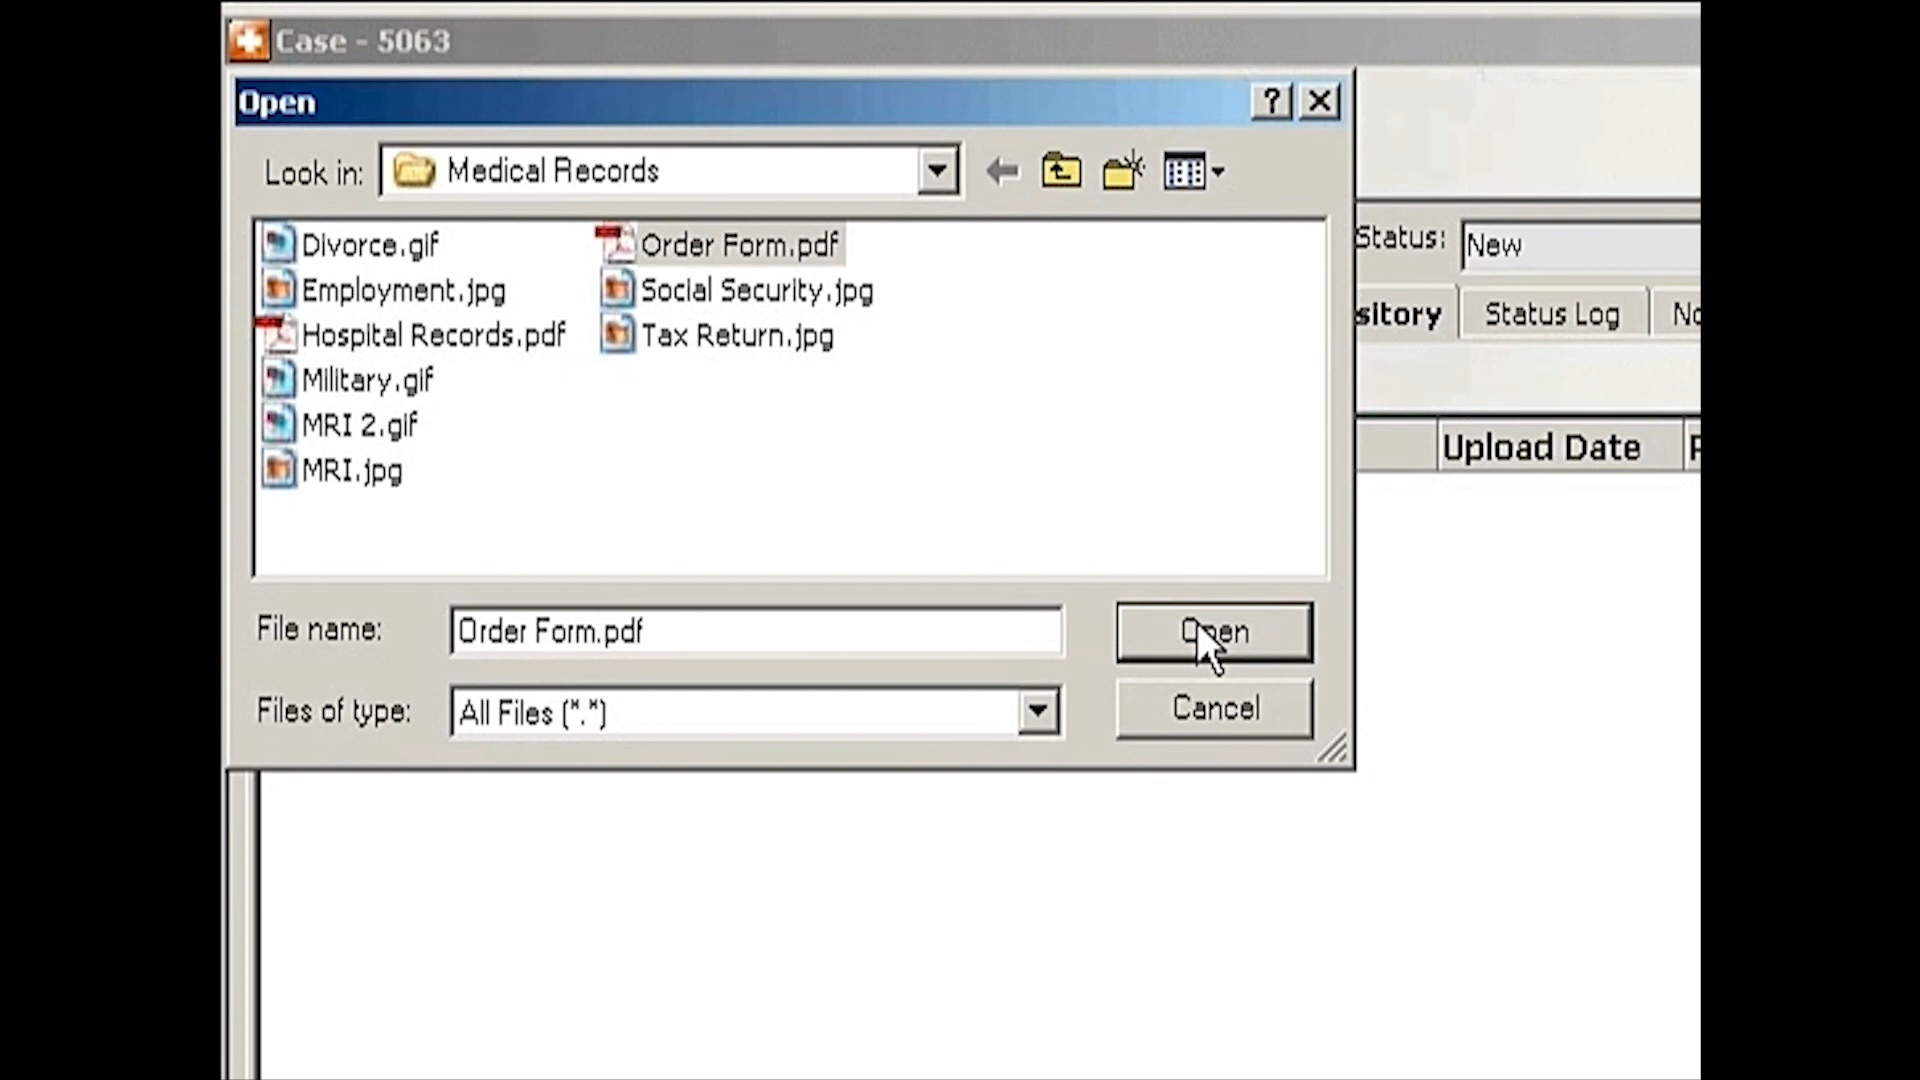 Case - 5063
Open
Look in: Medical Records
Divorce.gif
Employment.jpg
Hospital Records.pdf
Military.gif
MRI 2.gif
MRI.jpg
Order Form.pdf
Social Security.jpg
Tax Return.jpg
File name: Order Form.pdf
Open
Files of type: All Files (*.*)
Cancel
Status: New
sitory Status Log No
Upload Date